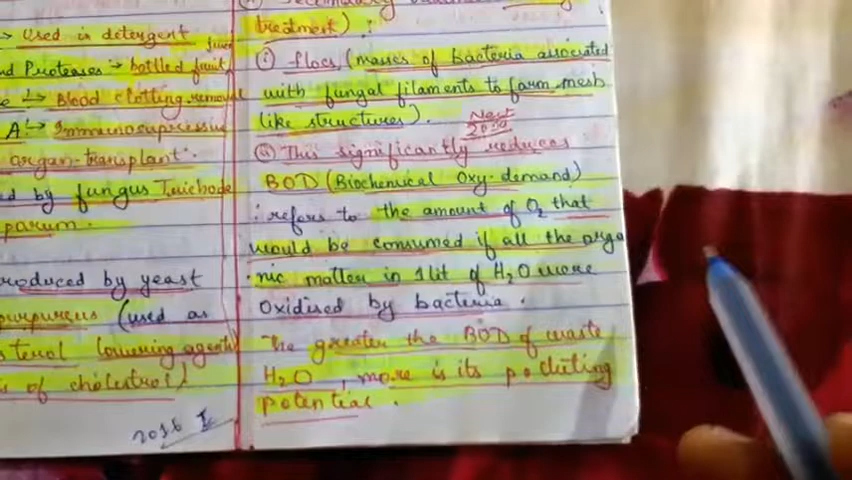 → Used in detergent
nd Proteases → bottled fruit
e → Blood clotting removal
A → Immunosupressive
organ-transplant.
ed by fungus Trichode
parum.
roduced by yeast
purpureus (used as
sterol lowering agent
s of cholestrol)
2016 I
treatment) :
(i) flocs (masses of bacteria associated
with fungal filaments to form mesh
like structures).
Neet
(ii) This significantly reduces
BOD (Biochemical Oxy. demand)
: refers to the amount of O2 that
would be consumed if all the orga
nic matter in 1 lit of H2O were
Oxidised by bacteria.
The greater the BOD of waste
H2O, more is its polluting
potential.